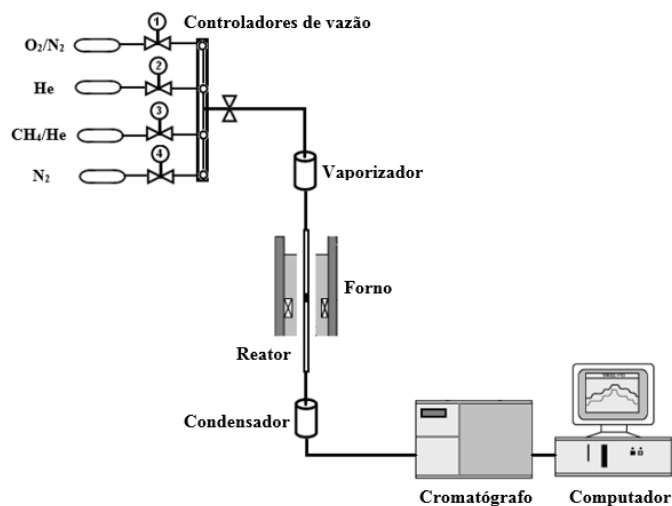 Controladores de vazão
1
O₂/N₂
2
He
3
CH₄/He
4
N₂
Vaporizador
Forno
Reator
Condensador
Cromatógrafo
Computador